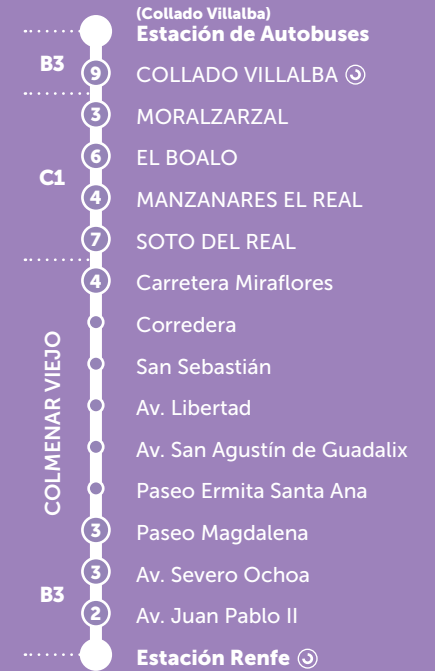 (Collado Villalba)
Estación de Autobuses
B3
9 COLLADO VILLALBA
3 MORALZARZAL
6 EL BOALO
C1
4 MANZANARES EL REAL
7 SOTO DEL REAL
4 Carretera Miraflores
Corredera
San Sebastián
COLMENAR VIEJO
Av. Libertad
Av. San Agustín de Guadalix
Paseo Ermita Santa Ana
3 Paseo Magdalena
3 Av. Severo Ochoa
B3
2 Av. Juan Pablo II
Estación Renfe